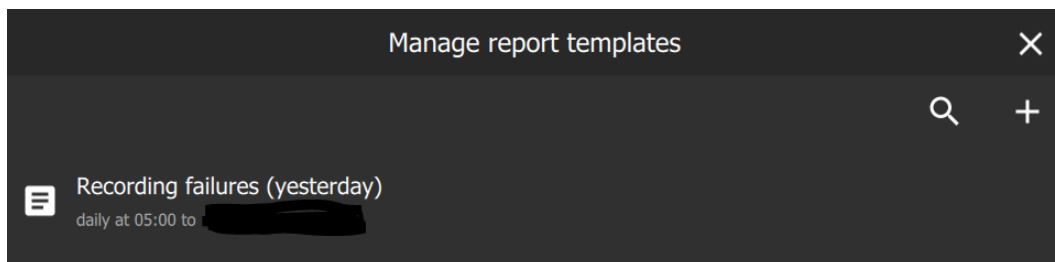 Manage report templates
Recording failures (yesterday)
daily at 05:00 to